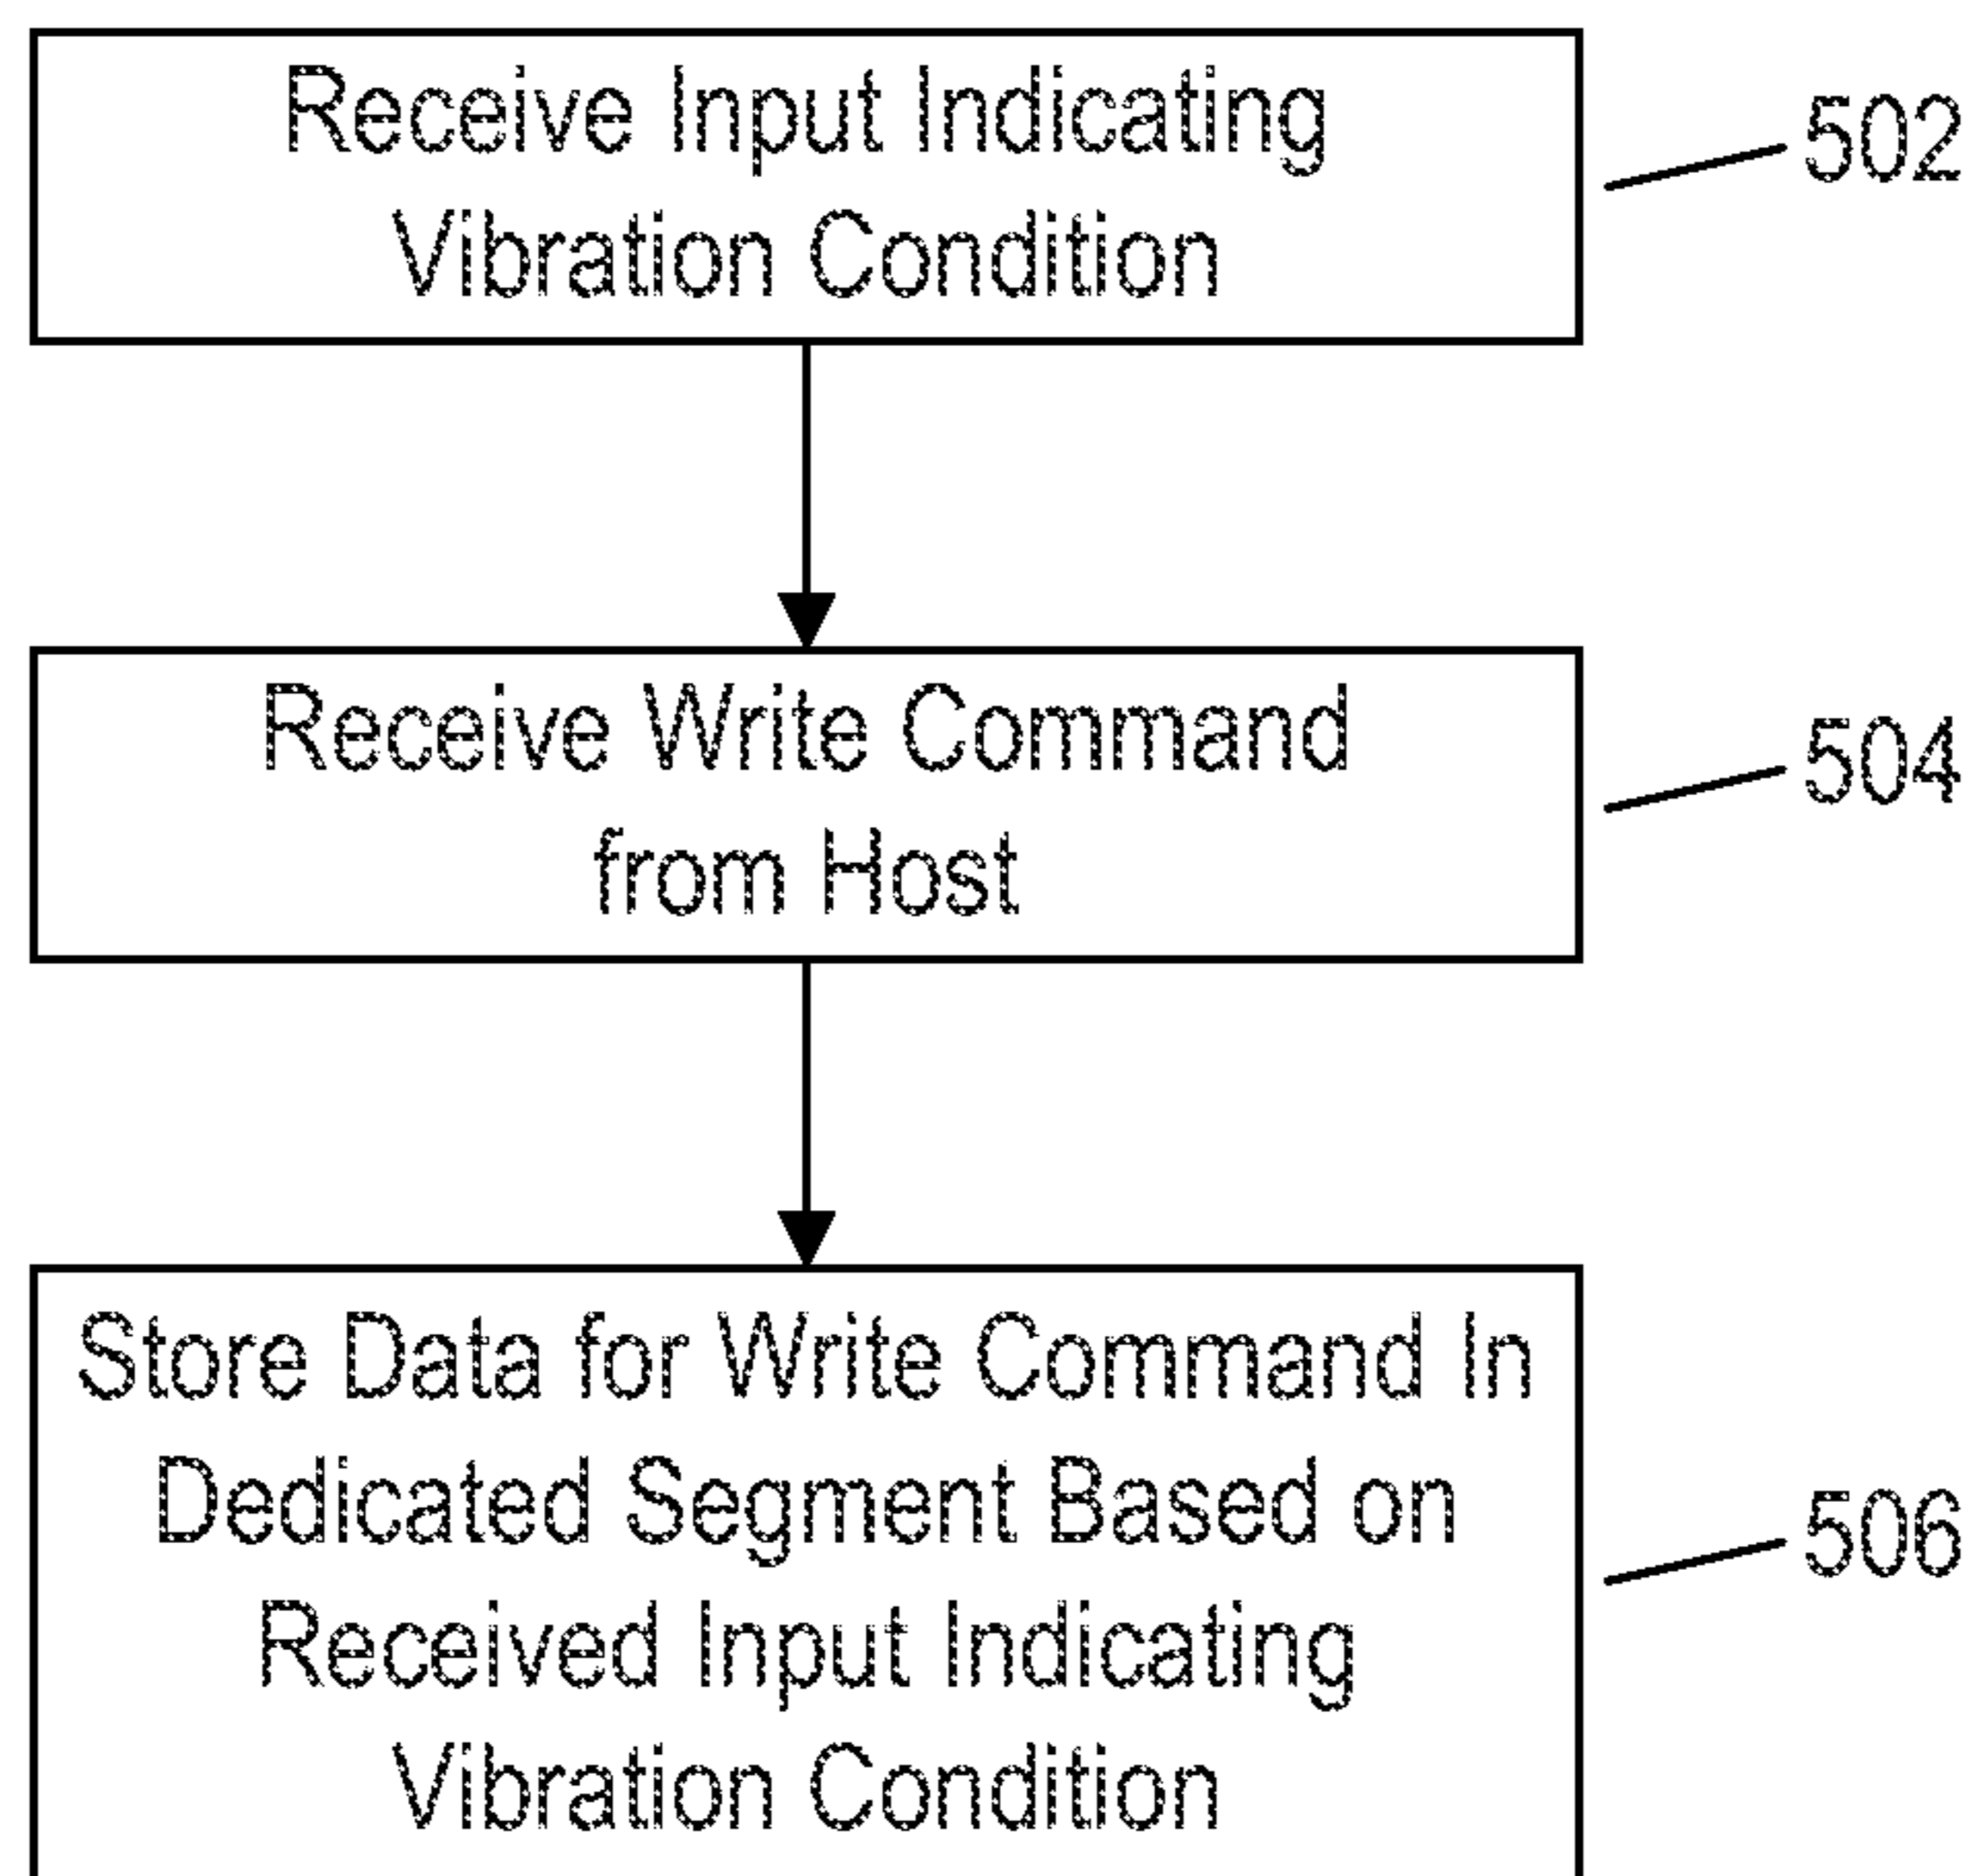 Receive Input Indicating
Vibration Condition
502
Receive Write Command
from Host
504
Store Data for Write Command In
Dedicated Segment Based on
Received Input Indicating
Vibration Condition
506